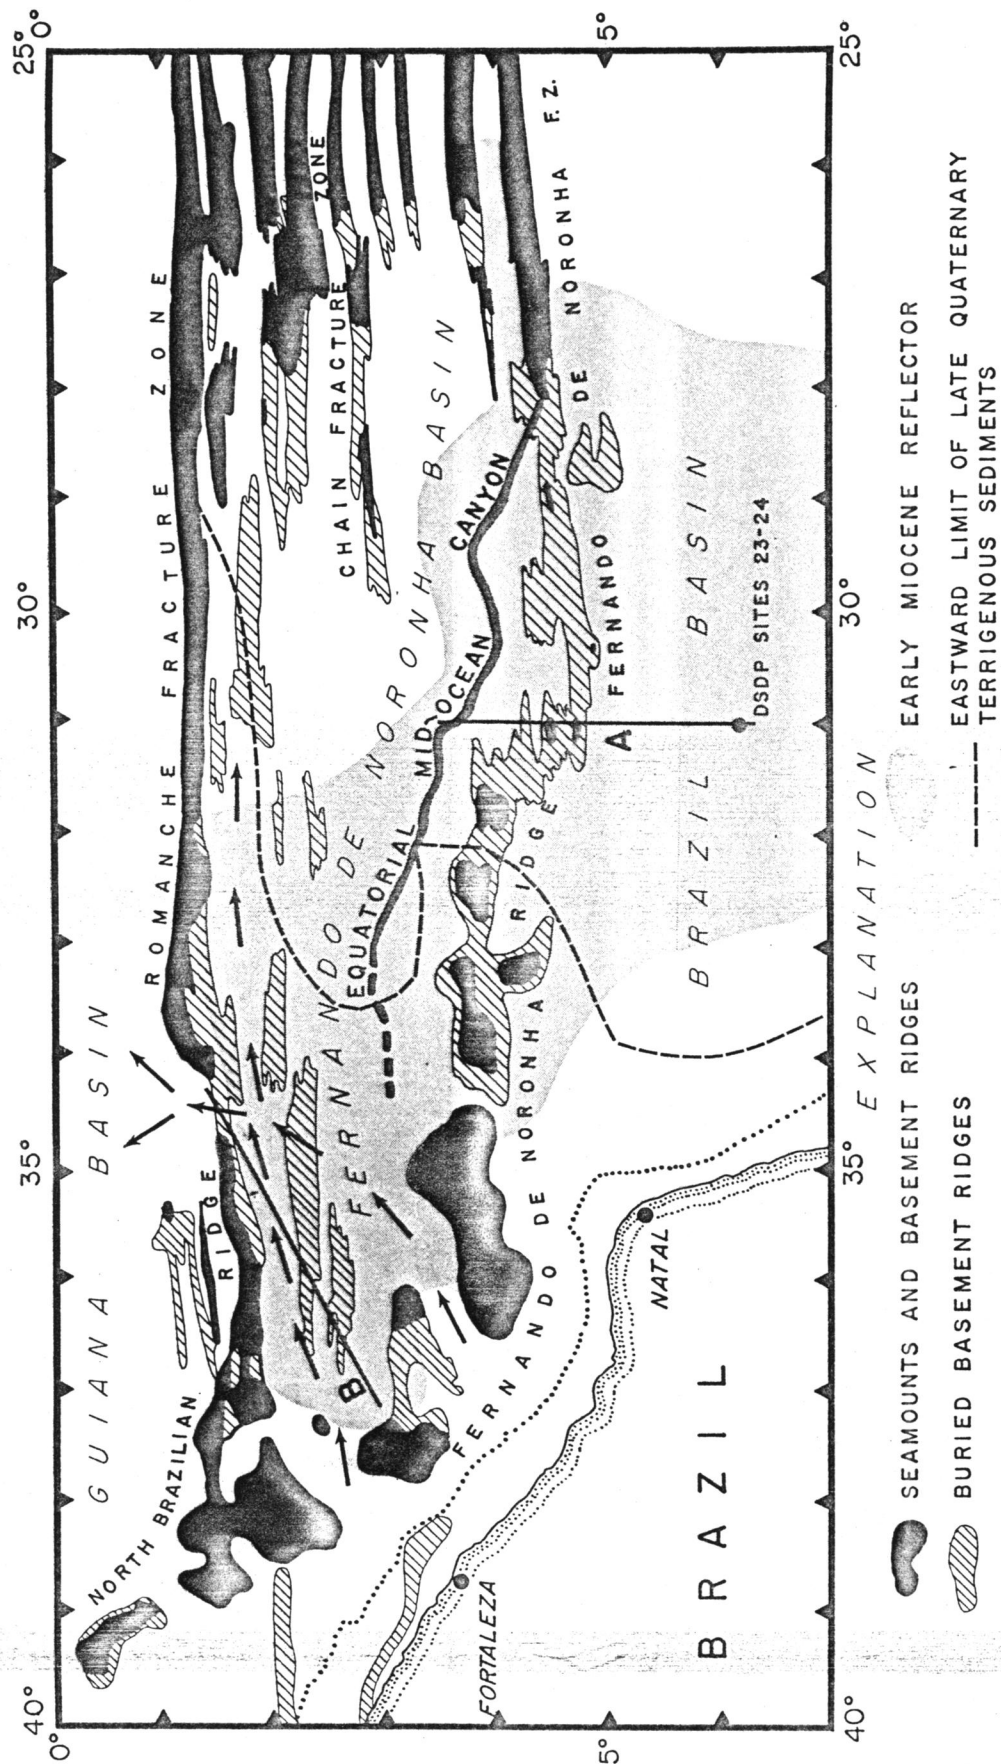 40°
35°
30°
25°
0°
0°
GUIANA BASIN
ROMANCHE FRACTURE ZONE
NORTH BRAZILIAN RIDGE
CHAIN FRACTURE ZONE
FERNANDO DE NORONHA BASIN
EQUATORIAL MID-OCEAN CANYON
B
A
FERNANDO DE NORONHA RIDGE
FERNANDO DE NORONHA F. Z.
FORTALEZA
NATAL
BRAZIL
BRAZIL BASIN
DSDP SITES 23-24
5°
5°
40°
35°
30°
25°
EXPLANATION
SEAMOUNTS AND BASEMENT RIDGES
BURIED BASEMENT RIDGES
EARLY MIOCENE REFLECTOR
EASTWARD LIMIT OF LATE QUATERNARY
TERRIGENOUS SEDIMENTS